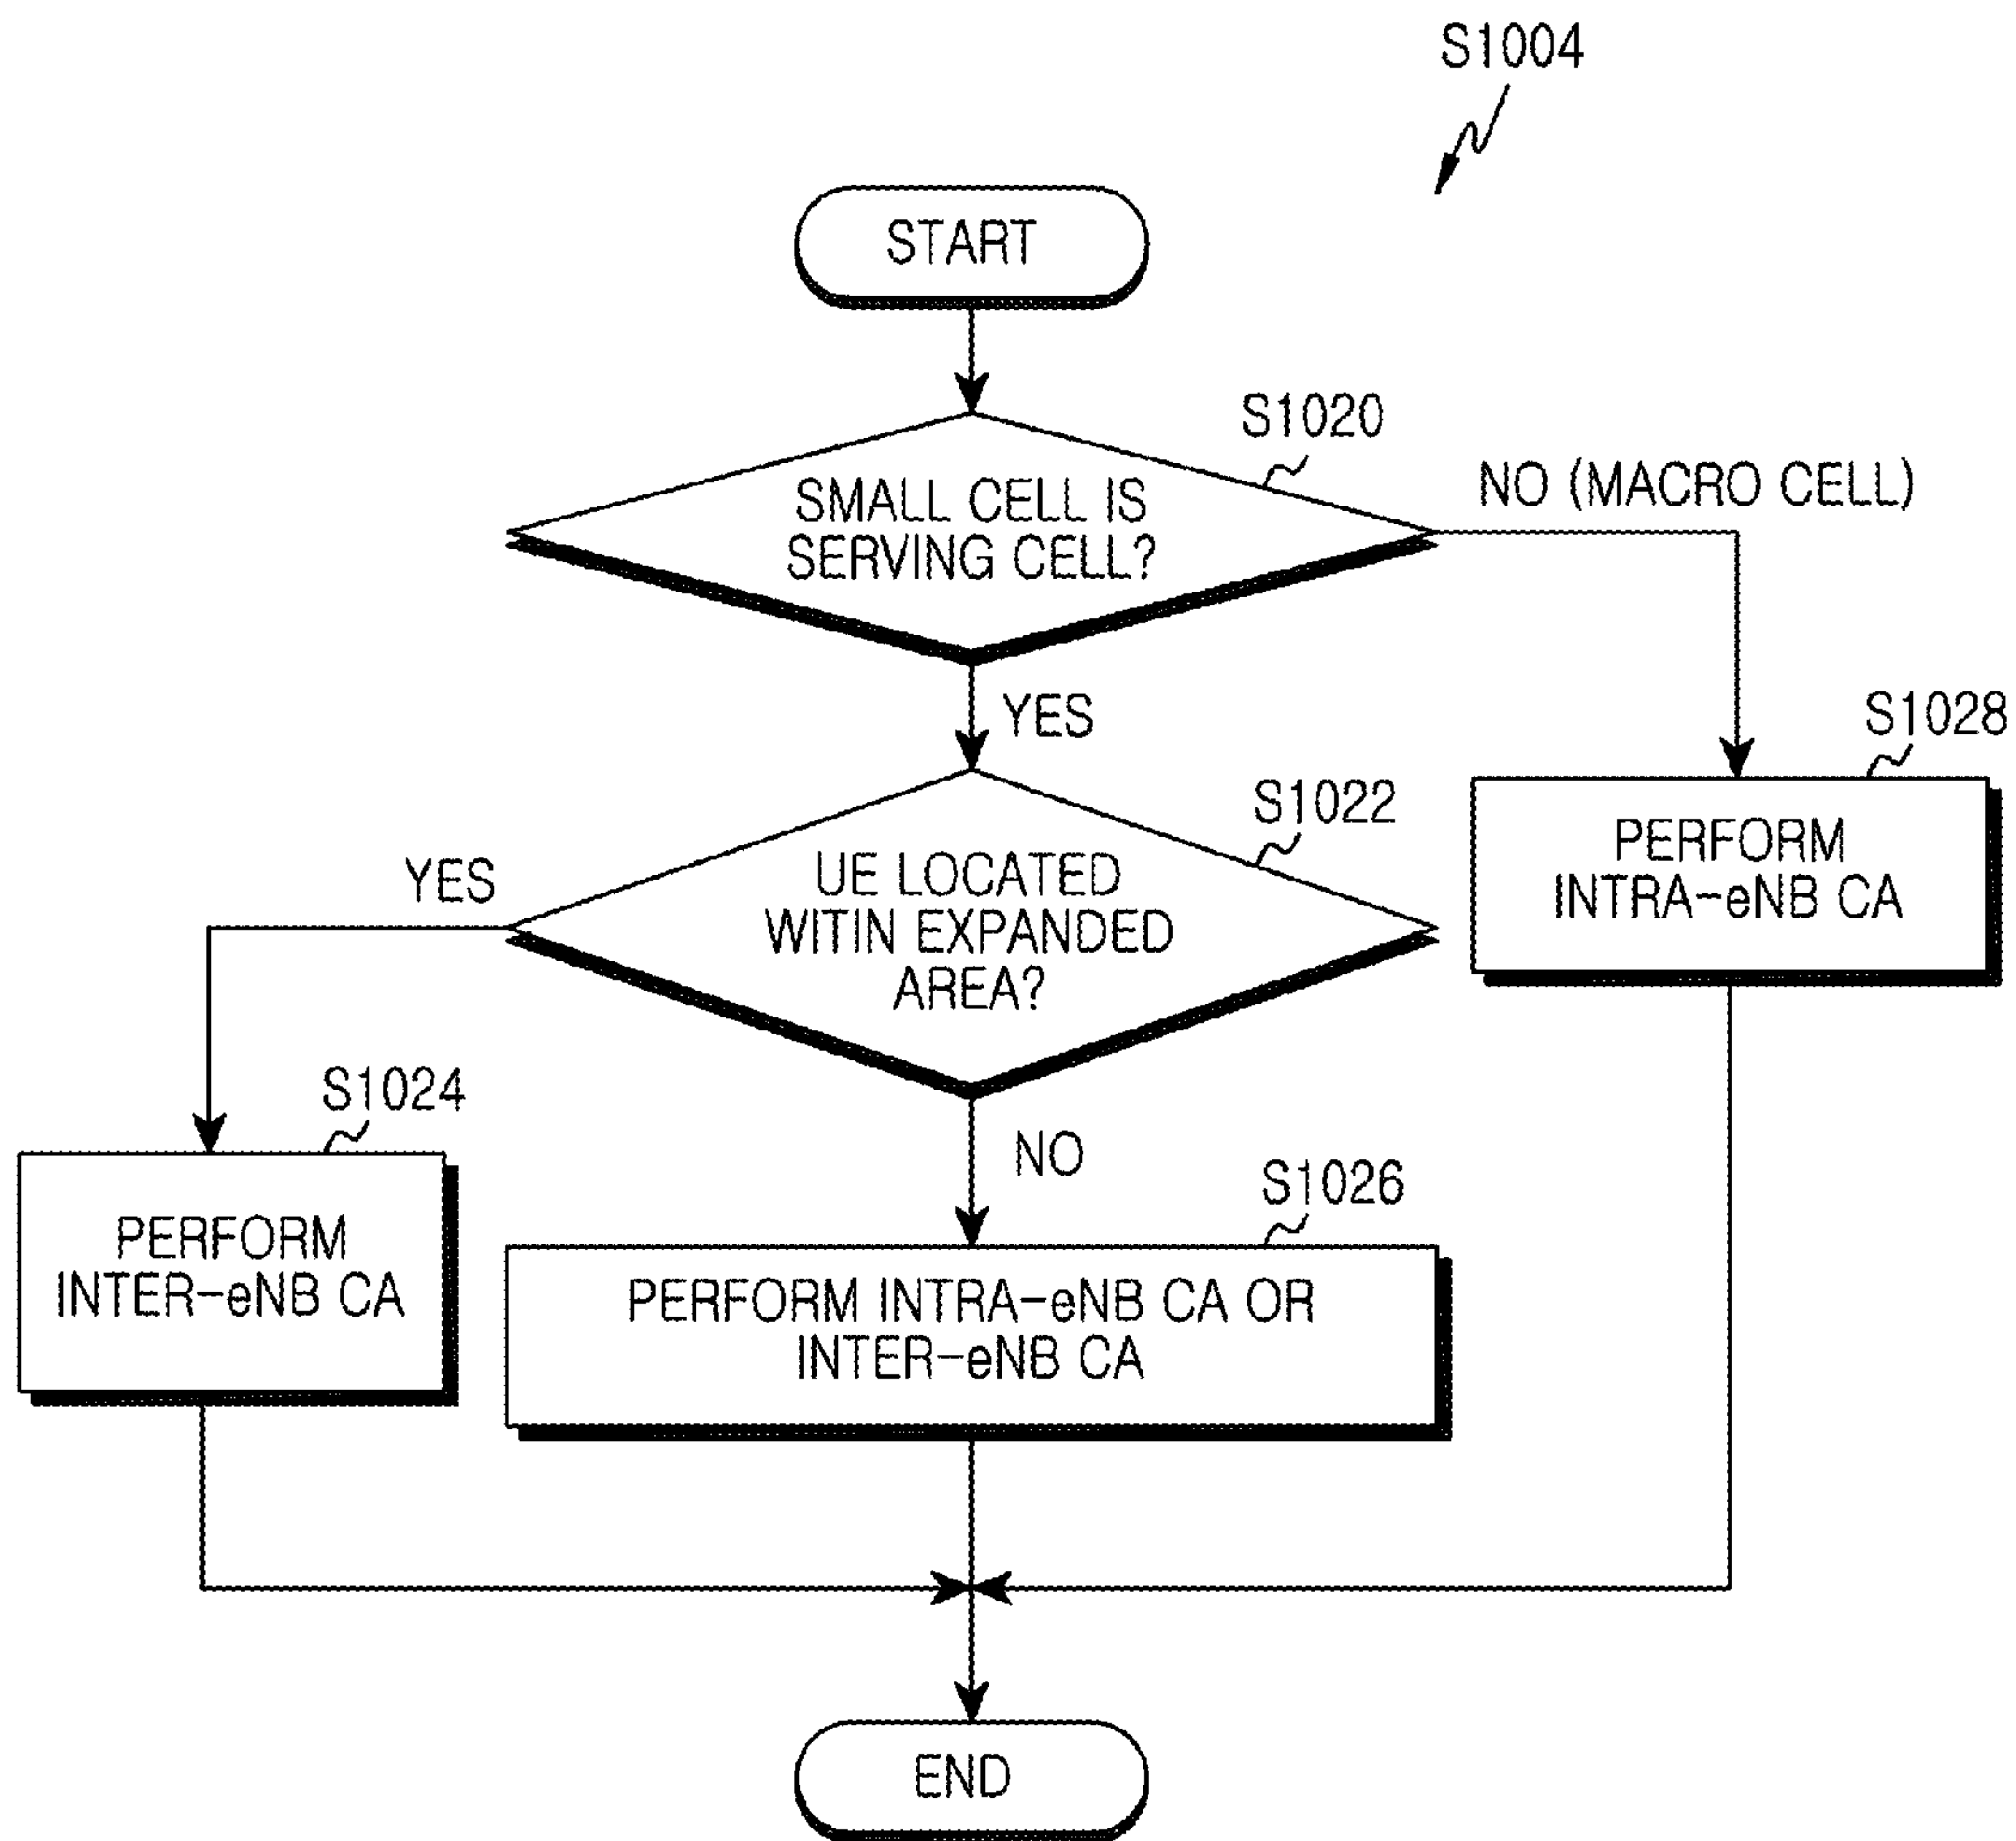 S1004
START
S1020
SMALL CELL IS
SERVING CELL?
NO (MACRO CELL)
YES
S1028
PERFORM
INTRA-eNB CA
S1022
UE LOCATED
WITIN EXPANDED
AREA?
YES
S1024
PERFORM
INTER-eNB CA
NO
S1026
PERFORM INTRA-eNB CA OR
INTER-eNB CA
END